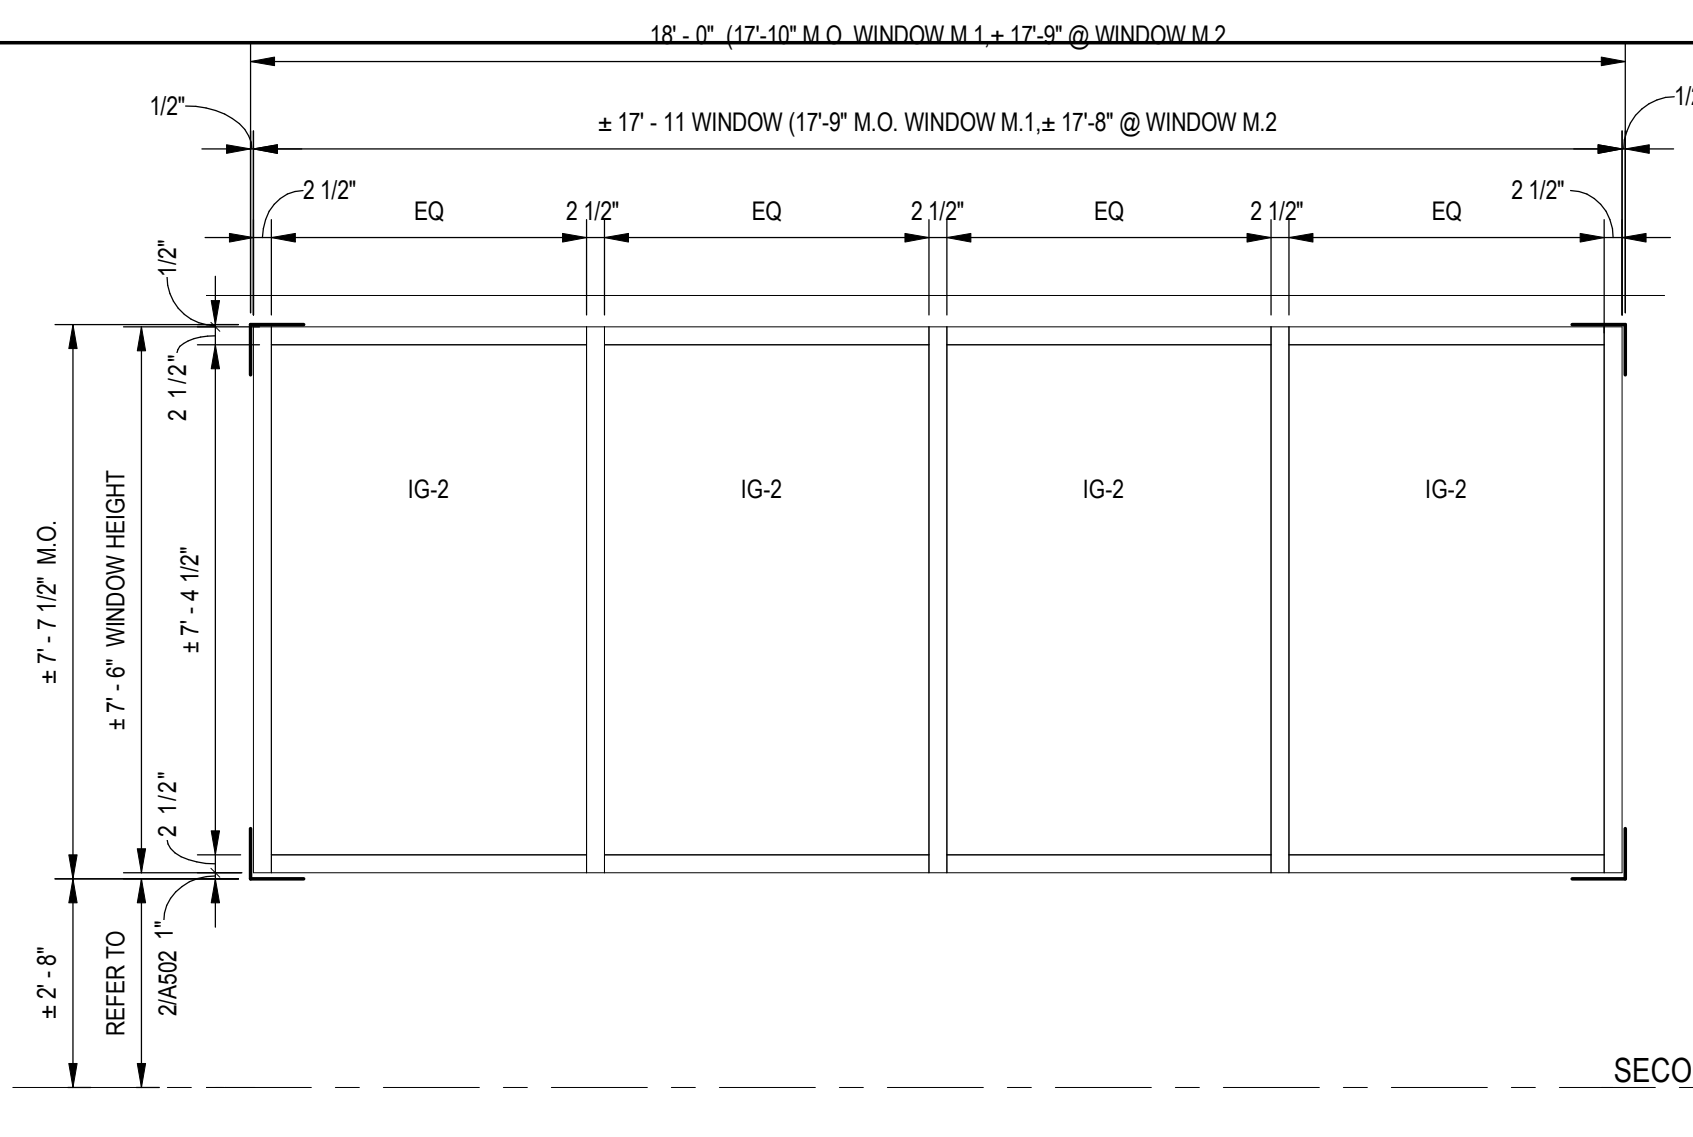 18' - 0" (17'-10" M.O. WINDOW M.1,± 17'-9" @ WINDOW M.2
1/2"
± 17' - 11 WINDOW (17'-9" M.O. WINDOW M.1,± 17'-8" @ WINDOW M.2
2 1/2"
EQ
2 1/2"
EQ
2 1/2"
EQ
2 1/2"
EQ
2 1/2"
1/2"
2 1/2"
IG-2
IG-2
IG-2
IG-2
± 7' - 7 1/2" M.O.
± 7' - 6" WINDOW HEIGHT
± 7' - 4 1/2"
2 1/2"
± 2' - 8"
REFER TO
2/A502 1"
SECO